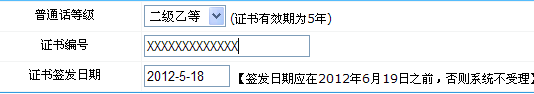 普通话等级 二级乙等 (证书有效期为5年)
证书编号 XXXXXXXXXXXXX
证书签发日期 2012-5-18 【签发日期应在2012年6月19日之前，否则系统不受理】